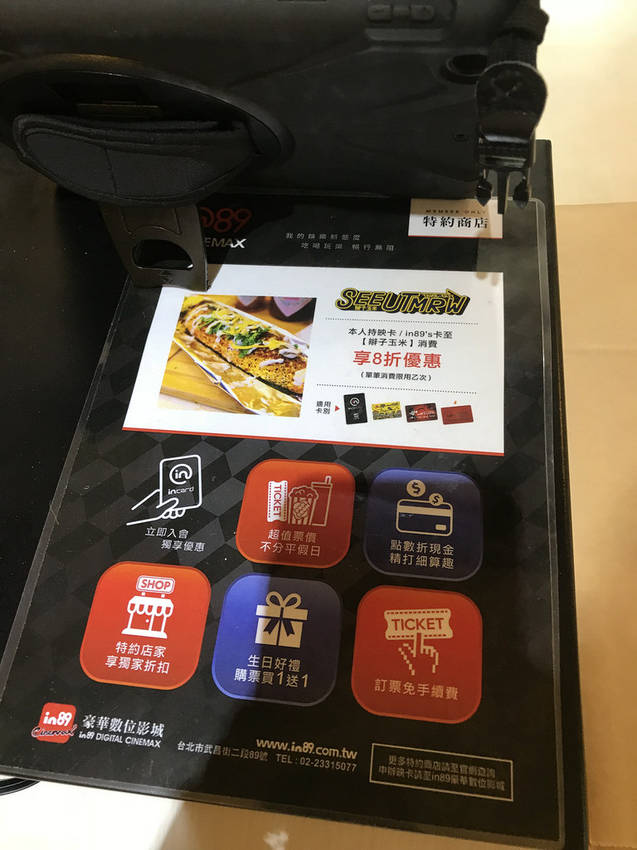 in89
EMAX
我的娛樂新態度
吃喝玩樂 暢行無阻
MEMBER ONLY
特約商店
SEEUTMRW
本人持映卡 / in89's卡至
【辮子玉米】消費
享8折優惠
(單筆消費限用乙次)
適用
卡別
in
incard
立即入會
獨享優惠
TICKET
超值票價
不分平假日
$ $
點數折現金
精打細算趣
SHOP
特約店家
享獨家折扣
生日好禮
購票買1送1
TICKET
訂票免手續費
in89
Cinemax
豪華數位影城
in89 DIGITAL CINEMAX
台北市武昌街二段89號 TEL : 02-23315077
www.in89.com.tw
更多特約商店請至官網查詢
申辦映卡請至in89豪華數位影城